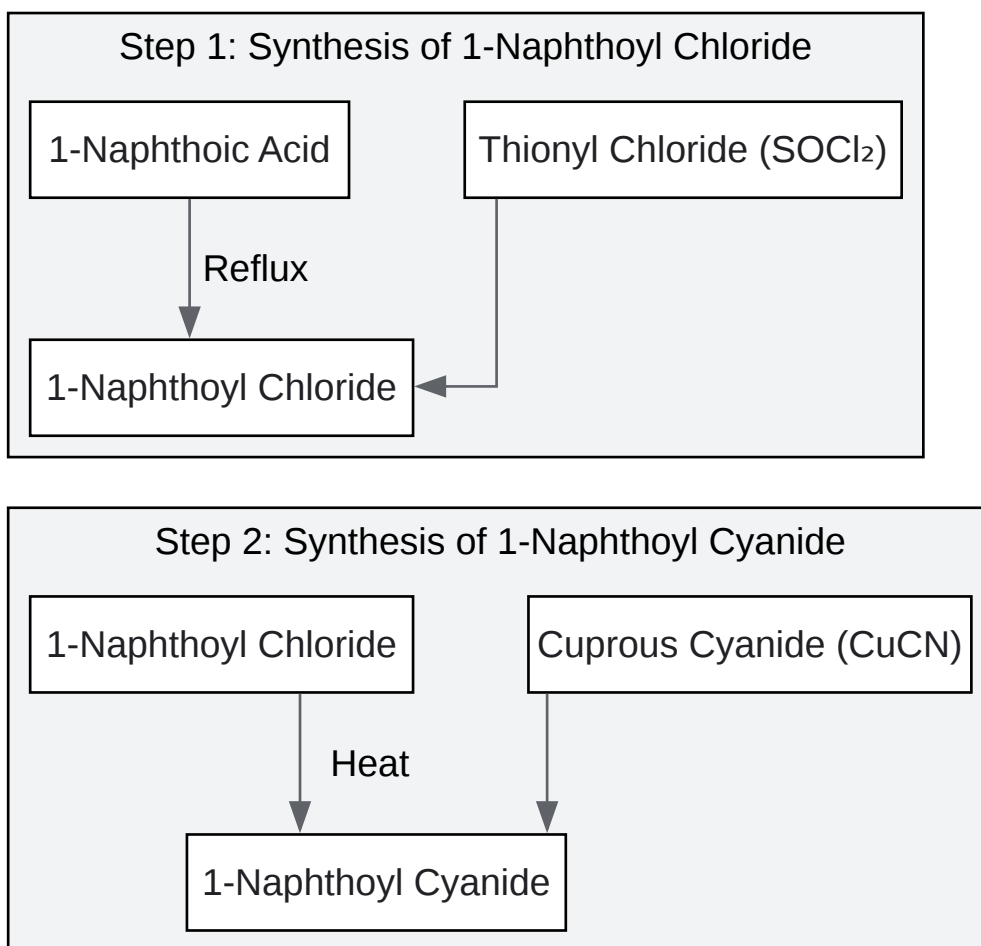 Step 1: Synthesis of 1-Naphthoyl Chloride
1-Naphthoic Acid
Thionyl Chloride (SOCl₂)
Reflux
1-Naphthoyl Chloride
Step 2: Synthesis of 1-Naphthoyl Cyanide
1-Naphthoyl Chloride
Cuprous Cyanide (CuCN)
Heat
1-Naphthoyl Cyanide